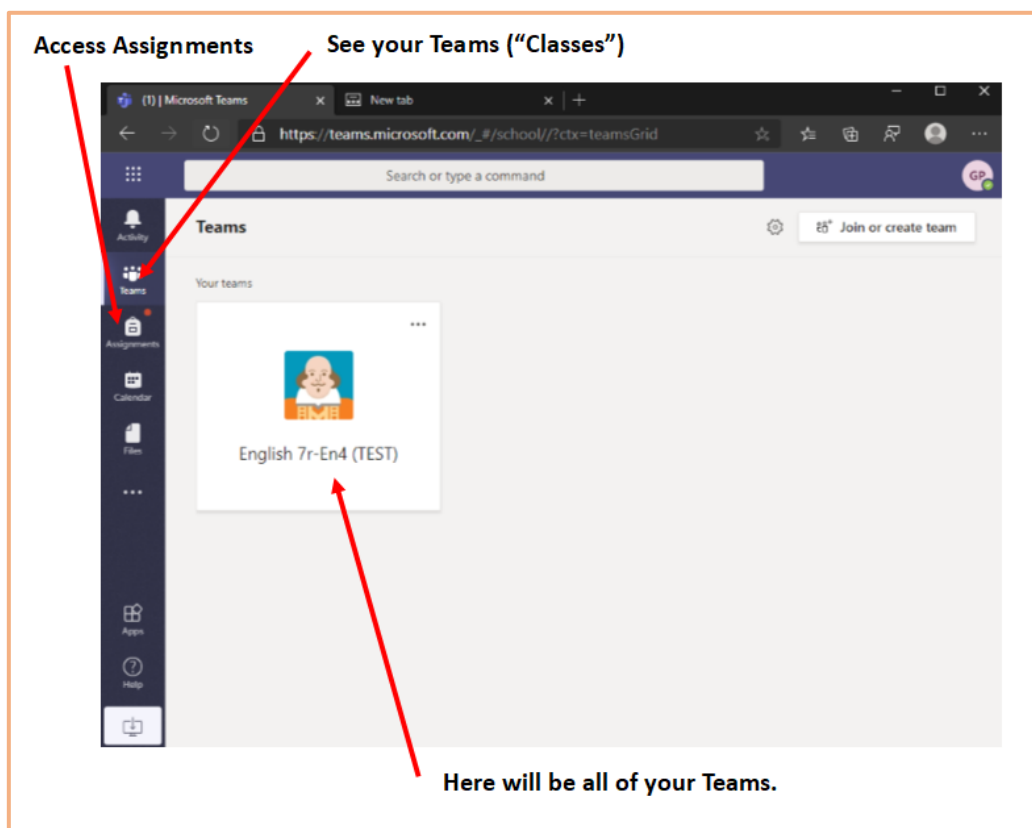 Access Assignments
See your Teams (“Classes”)
(1) | Microsoft Teams
New tab
https://teams.microsoft.com/_#/school//?ctx=teamsGrid
Search or type a command
GP
Activity
Teams
Join or create team
Teams
Your teams
Assignments
Calendar
Files
English 7r-En4 (TEST)
Apps
Help
Here will be all of your Teams.